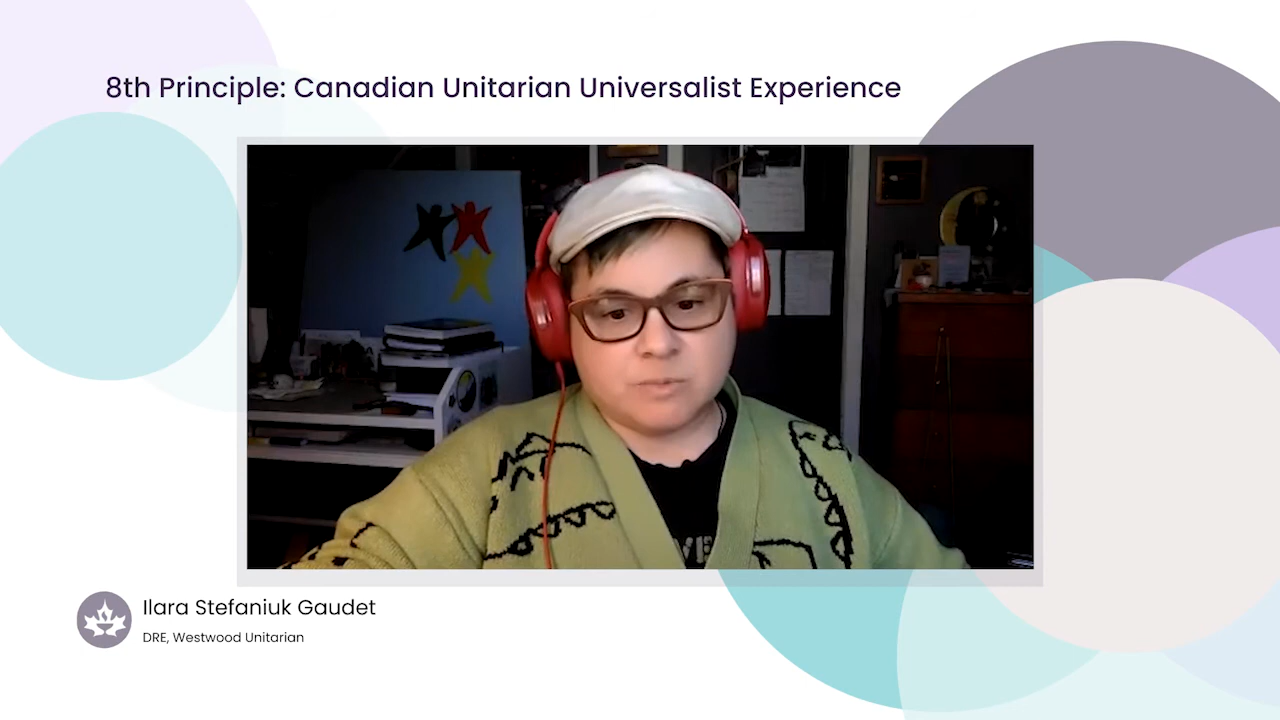 8th Principle: Canadian Unitarian Universalist Experience
Ilara Stefaniuk Gaudet
DRE, Westwood Unitarian